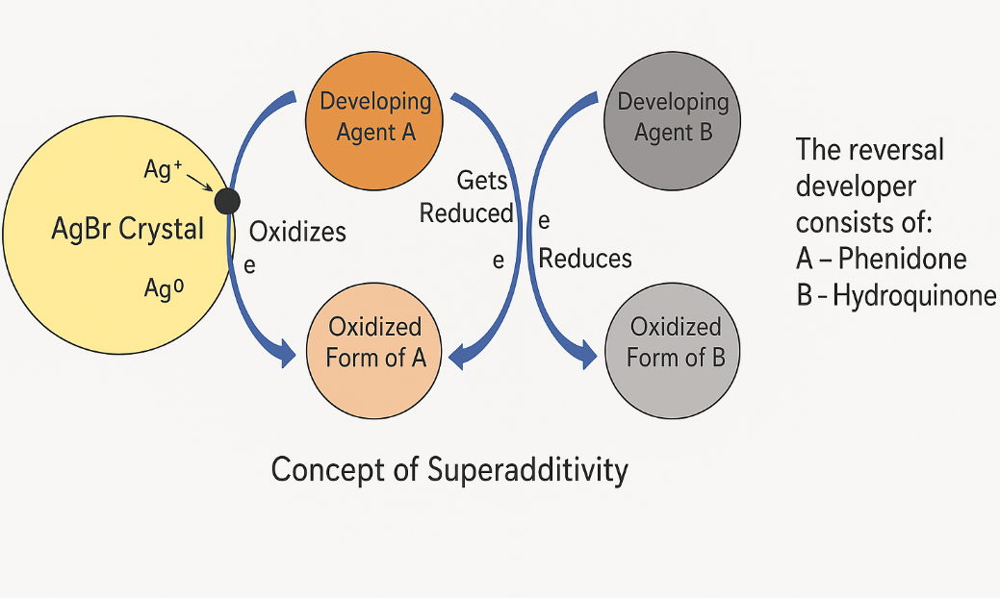 Developing
Agent A
Developing
Agent B
Ag⁺
AgBr Crystal
Ag⁰
Oxidizes
e
Gets
Reduced
e
e
Reduces
Oxidized
Form of A
Oxidized
Form of B
The reversal
developer
consists of:
A – Phenidone
B - Hydroquinone
Concept of Superadditivity